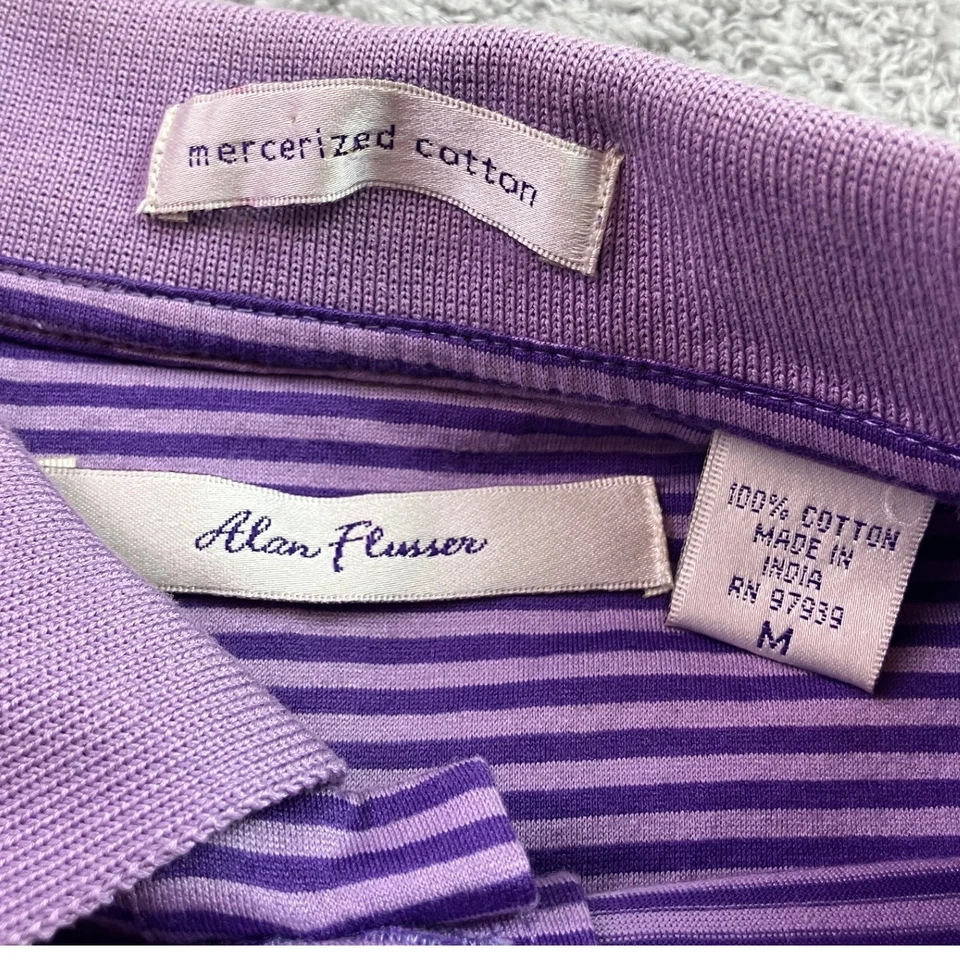 mercerized cotton
Alan Flusser
100% COTTON
MADE IN
INDIA
RN 97939
M